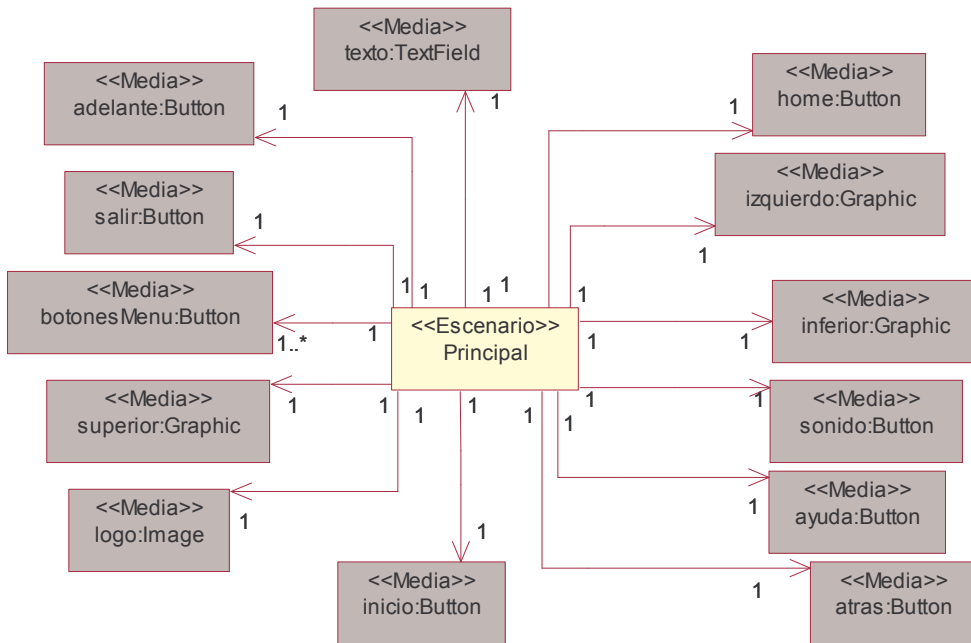 <<Media>>
texto:TextField
1
<<Media>>
adelante:Button
1
<<Media>>
home:Button
1
<<Media>>
izquierdo:Graphic
1
<<Media>>
salir:Button
1
<<Media>>
botonesMenu:Button
1..*
1
1
1
1
1
1
<<Escenario>>
Principal
1
<<Media>>
inferior:Graphic
1
<<Media>>
superior:Graphic
1
1
1
1
1
1
1
<<Media>>
sonido:Button
1
<<Media>>
logo:Image
1
<<Media>>
ayuda:Button
1
<<Media>>
inicio:Button
1
<<Media>>
atras:Button
1